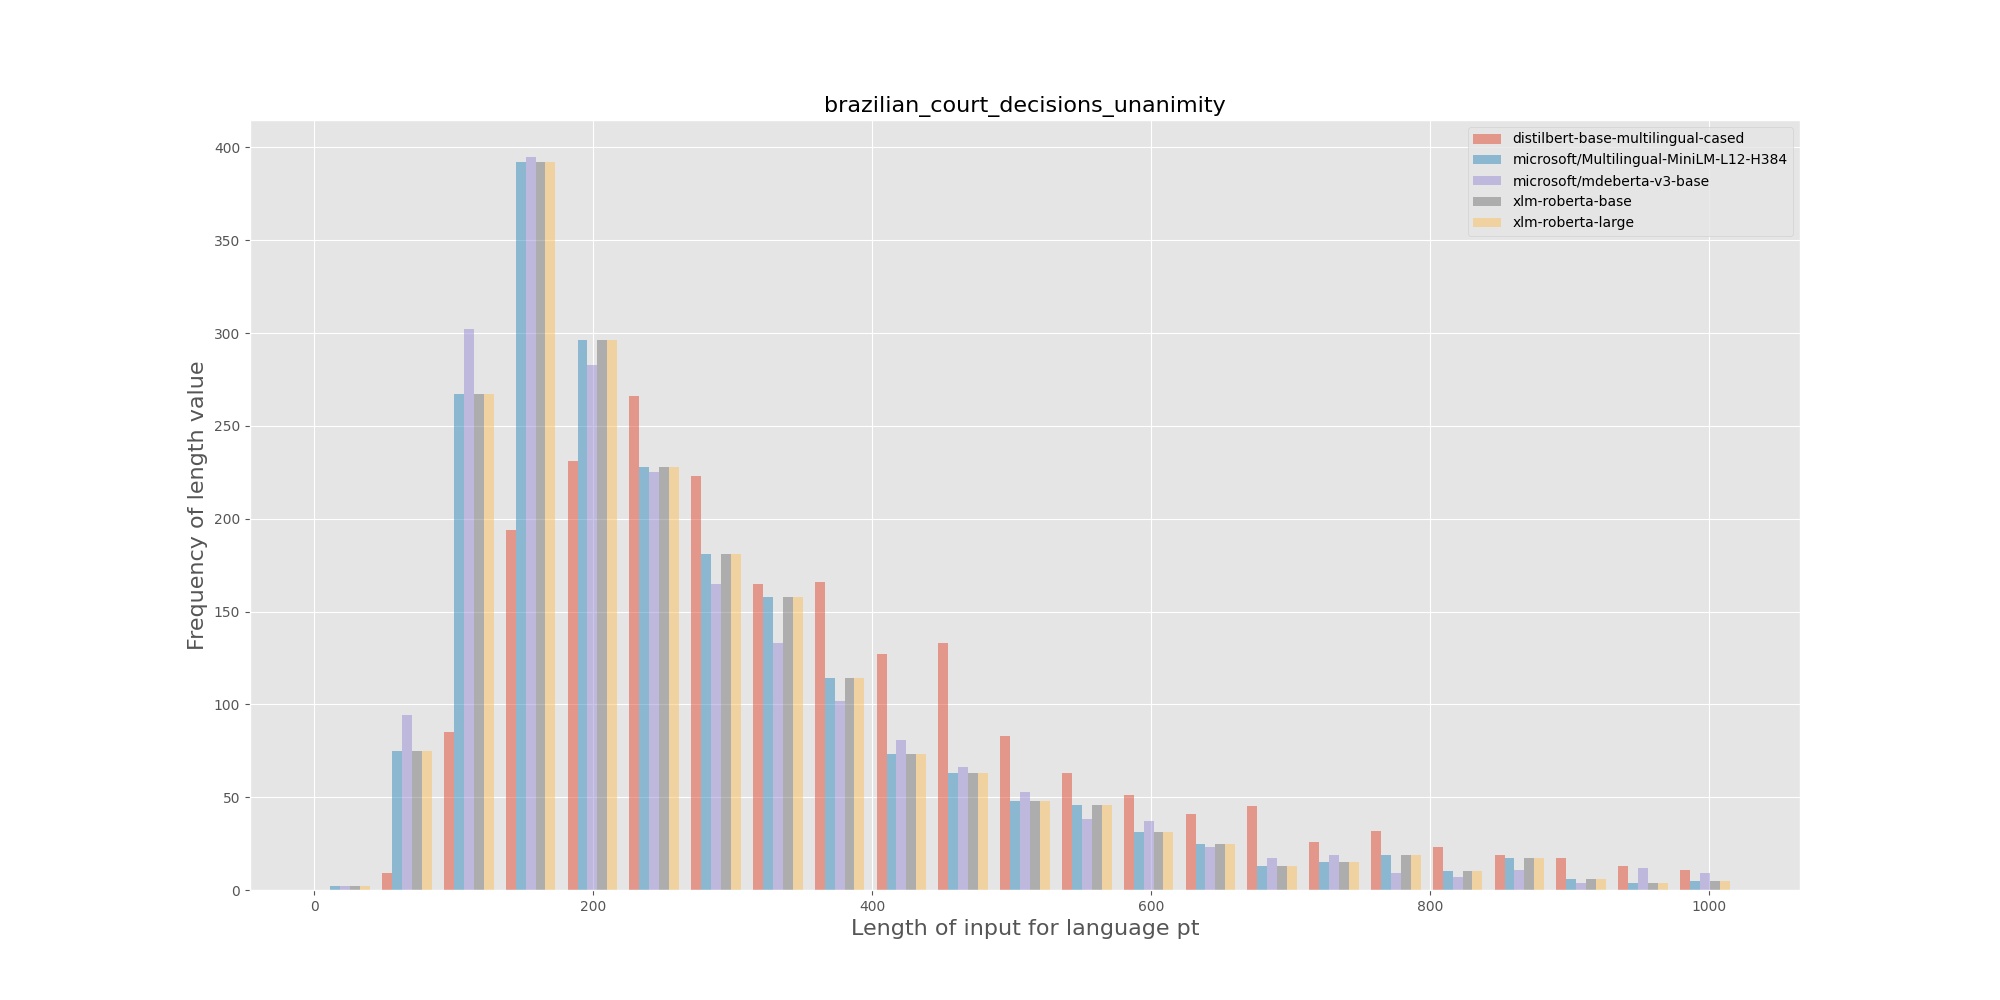 brazilian_court_decisions_unanimity
distilbert-base-multilingual-cased
microsoft/Multilingual-MiniLM-L12-H384
microsoft/mdeberta-v3-base
xlm-roberta-base
xlm-roberta-large
Frequency of length value
400
350
300
250
200
150
100
50
0
0 200 400 600 800 1000
Length of input for language pt